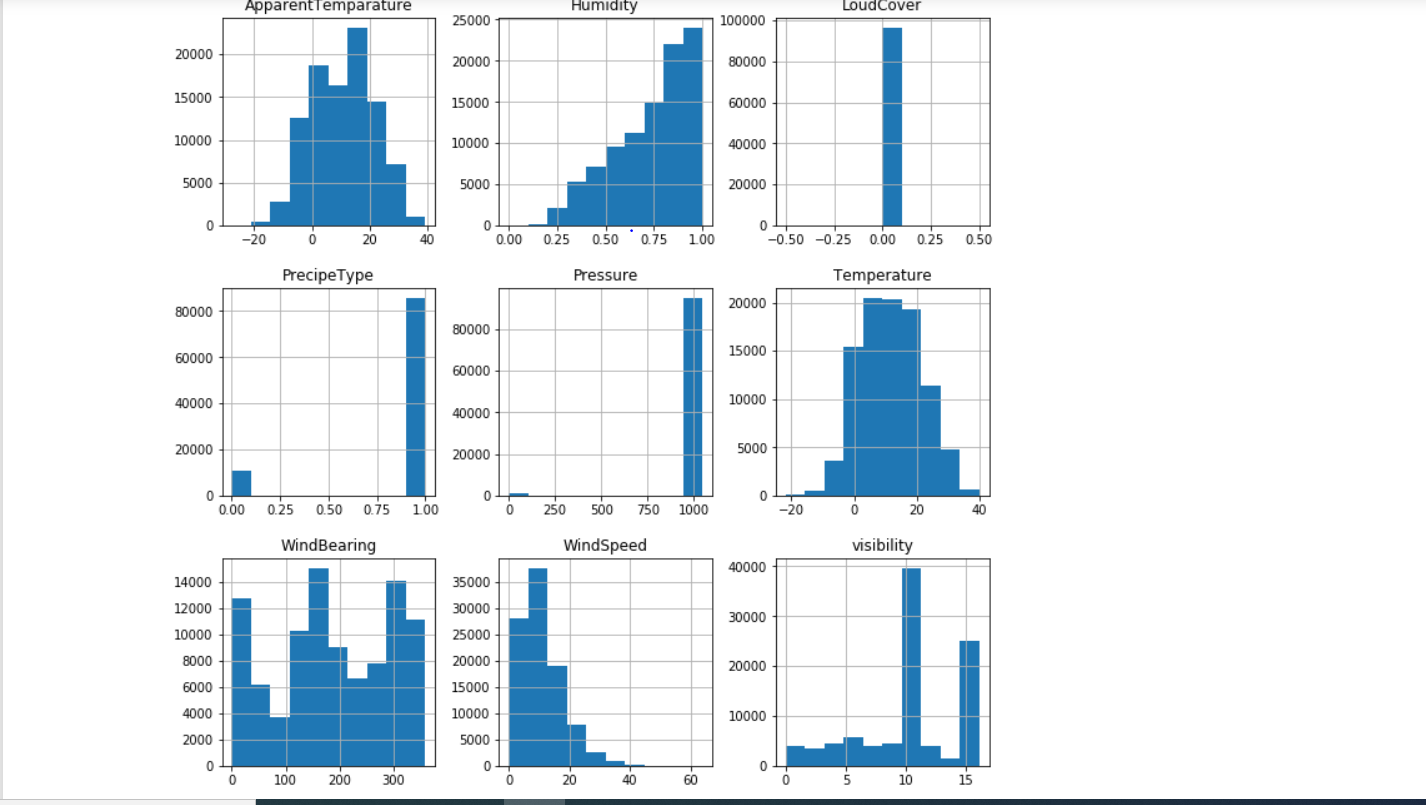 ApparentTemparature
Humidity
LoudCover
20000
15000
10000
5000
0
−20 0 20 40
25000
20000
15000
10000
5000
0
0.00 0.25 0.50 0.75 1.00
100000
80000
60000
40000
20000
0
−0.50 −0.25 0.00 0.25 0.50
PrecipeType
Pressure
Temperature
80000
60000
40000
20000
0
0.00 0.25 0.50 0.75 1.00
80000
60000
40000
20000
0
0 250 500 750 1000
20000
15000
10000
5000
0
−20 0 20 40
WindBearing
WindSpeed
visibility
14000
12000
10000
8000
6000
4000
2000
0
0 100 200 300
35000
30000
25000
20000
15000
10000
5000
0
0 20 40 60
40000
30000
20000
10000
0
0 5 10 15